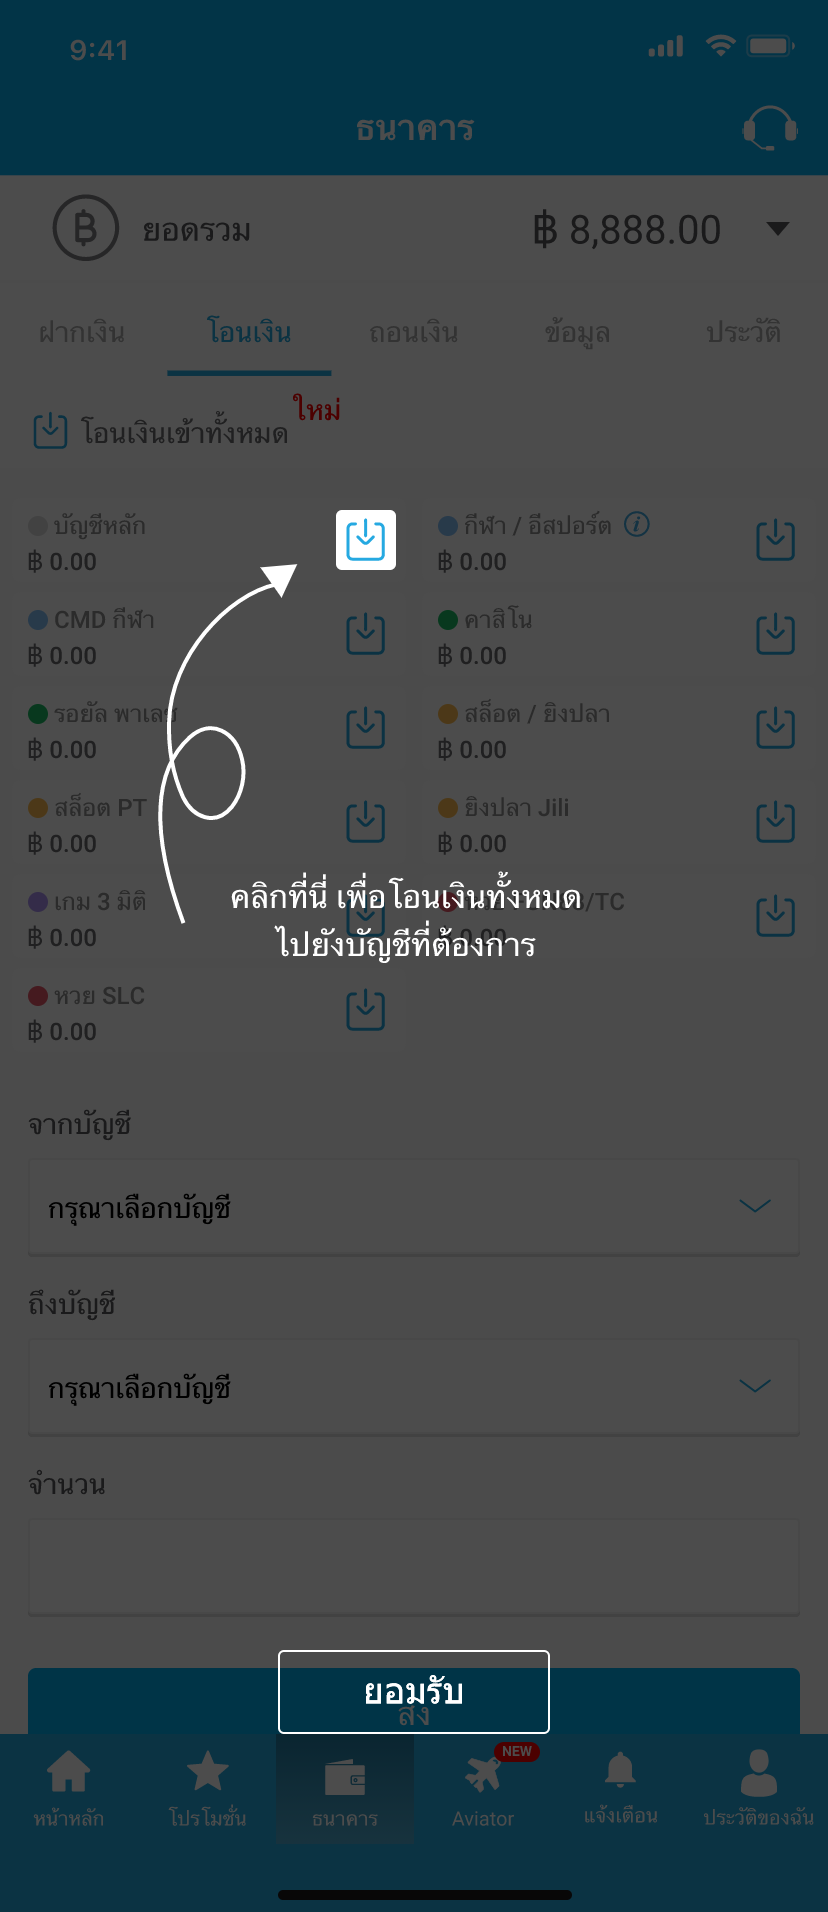 9:41
ธนาคาร
ยอดรวม
฿ 8,888.00
ฝากเงิน โอนเงิน ถอนเงิน ข้อมูล ประวัติ
โอนเงินเข้าทั้งหมด ใหม่
บัญชีหลัก
฿ 0.00
กีฬา / อีสปอร์ต
฿ 0.00
CMD กีฬา
฿ 0.00
คาสิโน
฿ 0.00
รอยัล พาเลซ
฿ 0.00
สล็อต / ยิงปลา
฿ 0.00
สล็อต PT
฿ 0.00
ยิงปลา Jili
฿ 0.00
เกม 3 มิติ
฿ 0.00
/TC
0.00
คลิกที่นี่ เพื่อโอนเงินทั้งหมด
ไปยังบัญชีที่ต้องการ
หวย SLC
฿ 0.00
จากบัญชี
กรุณาเลือกบัญชี
ถึงบัญชี
กรุณาเลือกบัญชี
จำนวน
ยอมรับ
ส่ง
NEW
หน้าหลัก โปรโมชั่น ธนาคาร Aviator แจ้งเตือน ประวัติของฉัน